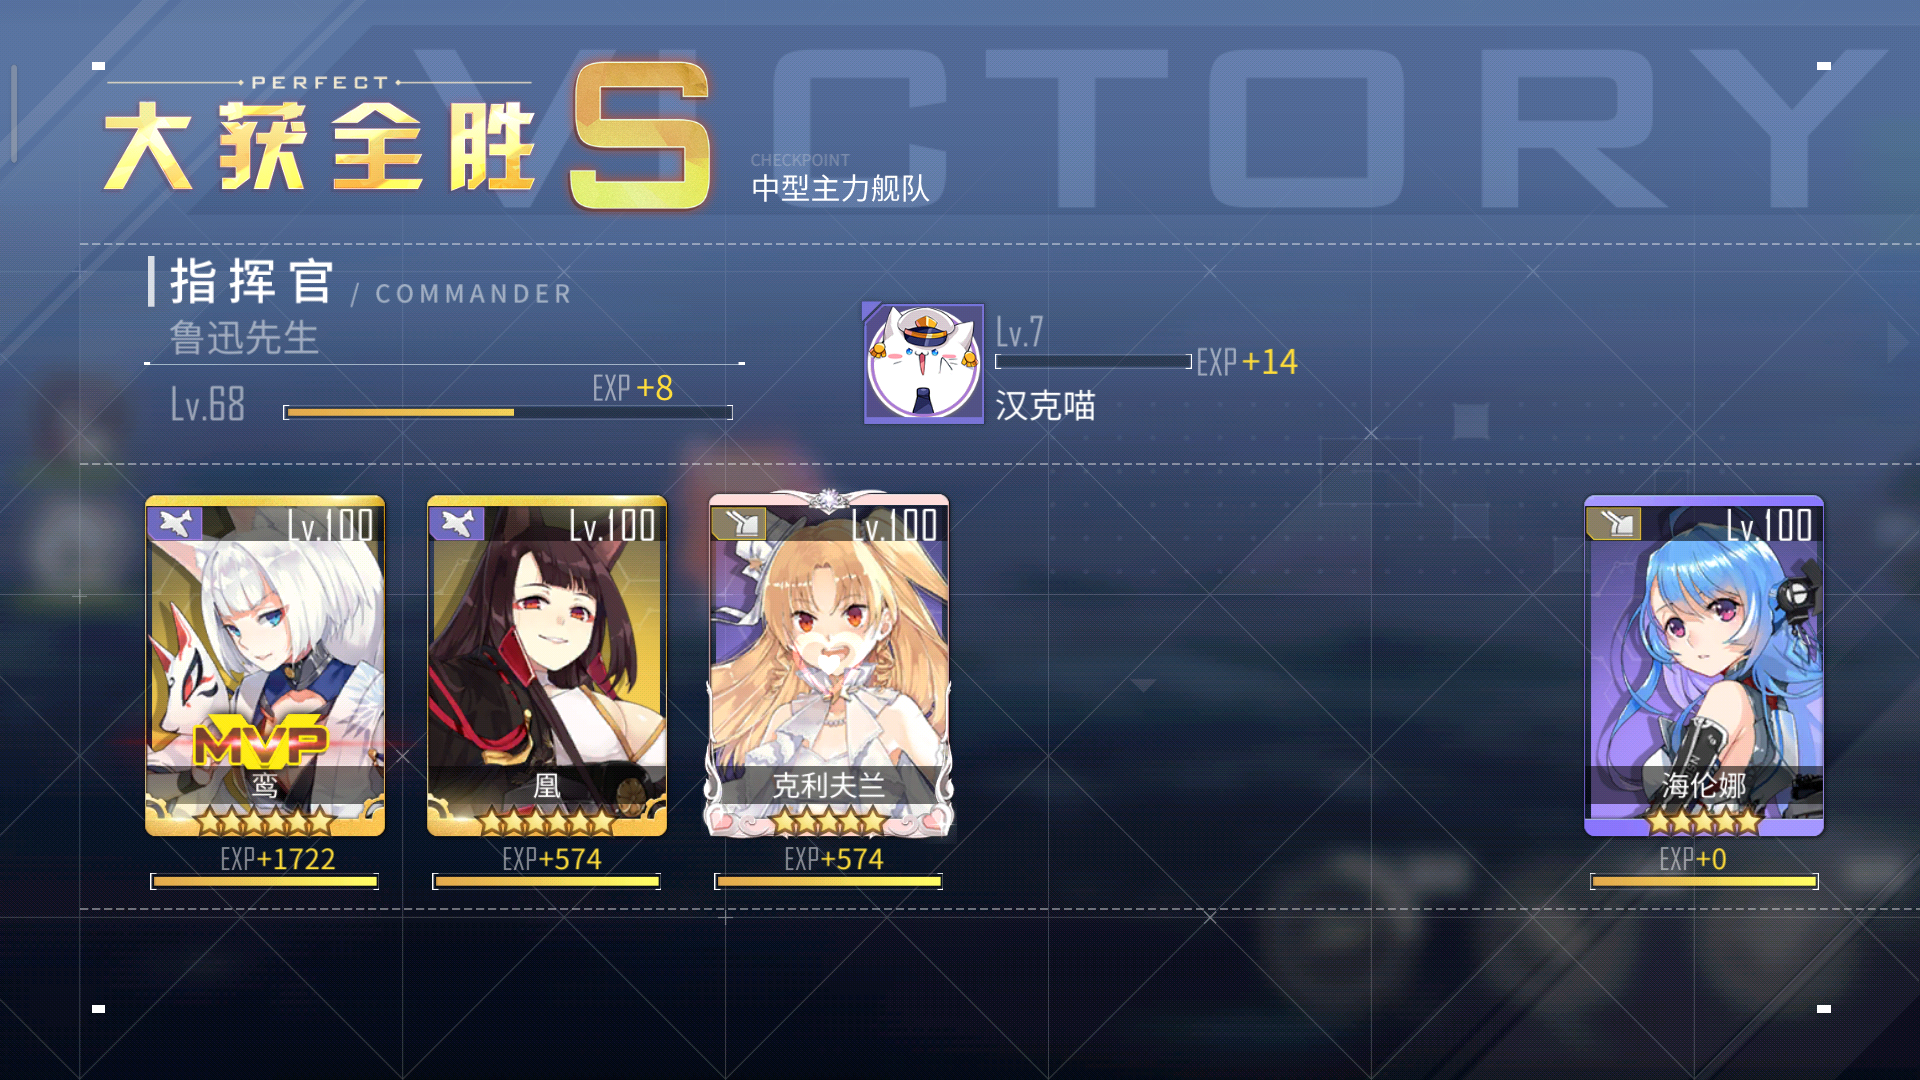 VICTORY
PERFECT
大获全胜 S
CHECKPOINT
中型主力舰队
指挥官 / COMMANDER
鲁迅先生
Lv.68
EXP +8
Lv.7
EXP +14
汉克喵
Lv.100
MVP
鸾
EXP+1722
Lv.100
凰
EXP+574
Lv.100
克利夫兰
EXP+574
Lv.100
海伦娜
EXP+0